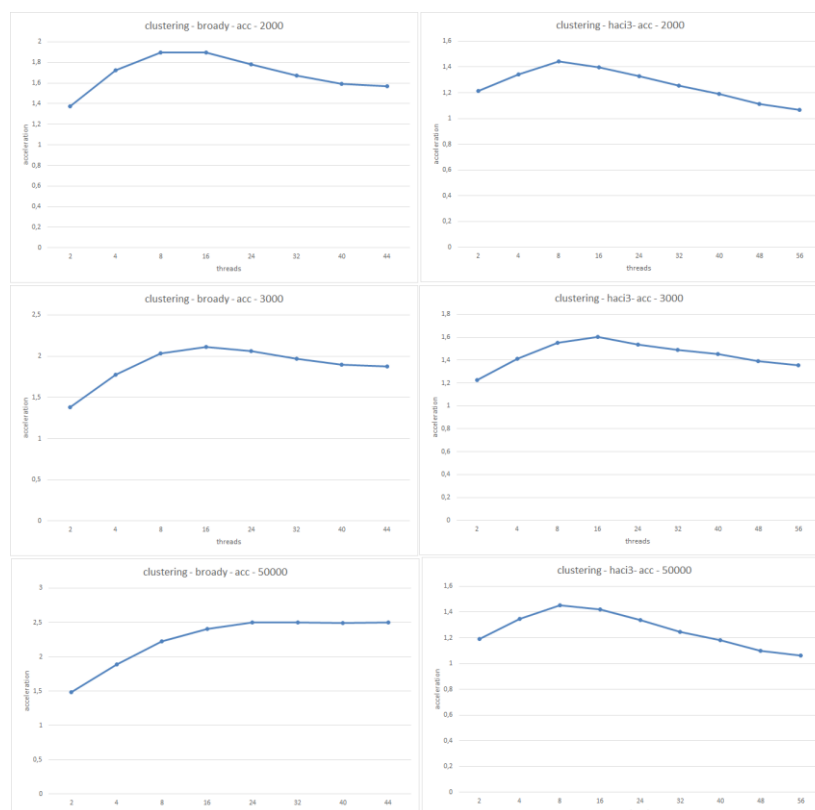 clustering - broady - acc - 2000
2
1,8
1,6
1,4
1,2
1
0,8
0,6
0,4
0,2
0
acceleration
2 4 8 16 24 32 40 44
threads
clustering - haci3- acc - 2000
1,6
1,4
1,2
1
0,8
0,6
0,4
0,2
0
acceleration
2 4 8 16 24 32 40 48 56
threads
clustering - broady - acc - 3000
2,5
2
1,5
1
0,5
0
acceleration
2 4 8 16 24 32 40 44
threads
clustering - haci3- acc - 3000
1,8
1,6
1,4
1,2
1
0,8
0,6
0,4
0,2
0
acceleration
2 4 8 16 24 32 40 48 56
threads
clustering - broady - acc - 50000
3
2,5
2
1,5
1
0,5
0
acceleration
2 4 8 16 24 32 40 44
clustering - haci3- acc - 50000
1,6
1,4
1,2
1
0,8
0,6
0,4
0,2
0
acceleration
2 4 8 16 24 32 40 48 56